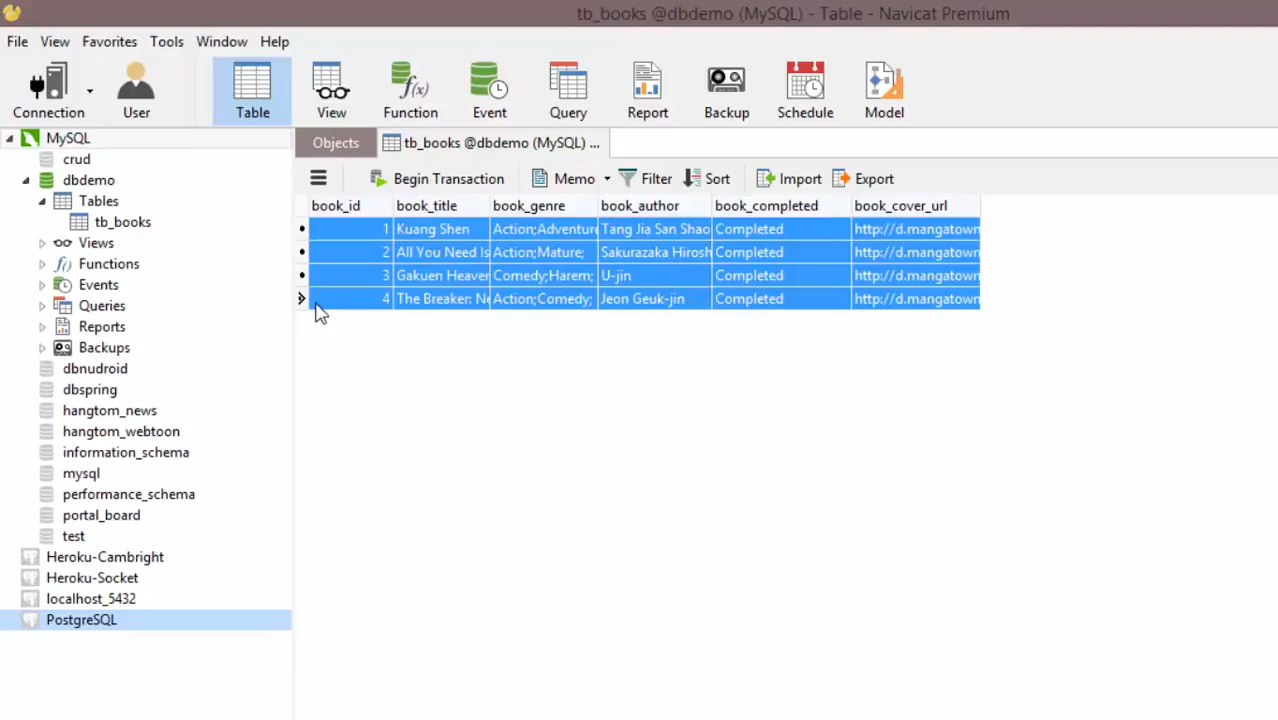 tb_books @dbdemo (MySQL) - Table - Navicat Premium
File View Favorites Tools Window Help
Connection User Table View Function Event Query Report Backup Schedule Model
MySQL
crud
dbdemo
Tables
tb_books
Views
Functions
Events
Queries
Reports
Backups
dbnudroid
dbspring
hangtom_news
hangtom_webtoon
information_schema
mysql
performance_schema
portal_board
test
Heroku-Cambright
Heroku-Socket
localhost_5432
PostgreSQL
Objects tb_books @dbdemo (MySQL) ...
Begin Transaction Memo Filter Sort Import Export
book_id book_title book_genre book_author book_completed book_cover_url
1 Kuang Shen Action;Adventure Tang Jia San Shao Completed http://d.mangatown
2 All You Need Is Action;Mature; Sakurazaka Hirosh Completed http://d.mangatown
3 Gakuen Heaven Comedy;Harem; U-jin Completed http://d.mangatown
4 The Breaker: Ne Action;Comedy; Jeon Geuk-jin Completed http://d.mangatown